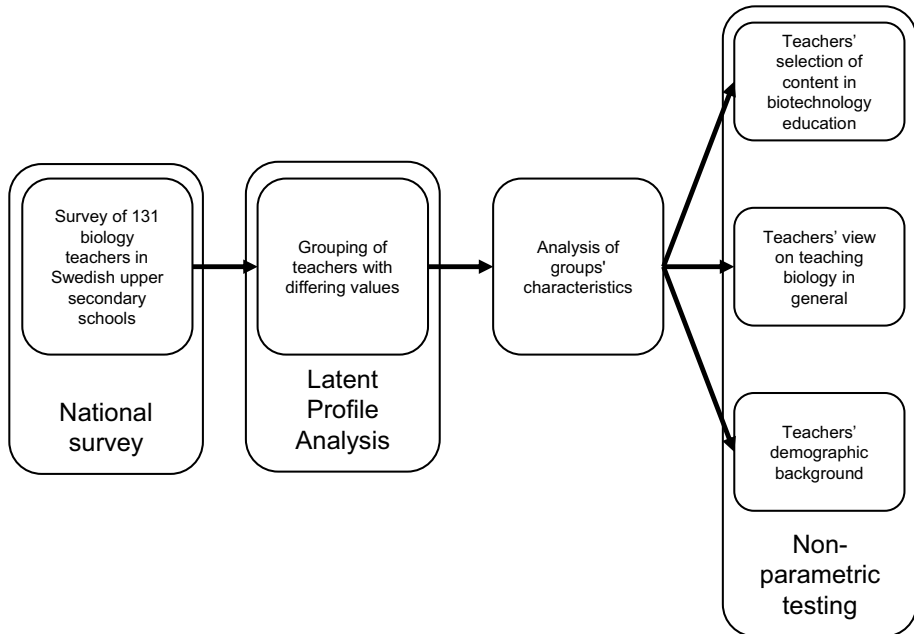 Survey of 131
biology
teachers in
Swedish upper
secondary
schools
National
survey
Grouping of
teachers with
differing values
Latent
Profile
Analysis
Analysis of
groups'
characteristics
Teachers’
selection of
content in
biotechnology
education
Teachers’ view
on teaching
biology in
general
Teachers’
demographic
background
Non-
parametric
testing